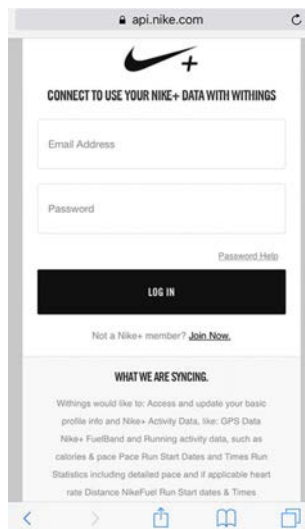 api.nike.com
+
CONNECT TO USE YOUR NIKE+ DATA WITH WITHINGS
Email Address
Password
Password Help
LOG IN
Not a Nike+ member? Join Now.
WHAT WE ARE SYNCING.
Withings would like to: Access and update your basic
profile info and Nike+ Activity Data, like: GPS Data
Nike+ FuelBand and Running activity data, such as
calories & pace Pace Run Start Dates and Times Run
Statistics including detailed pace and if applicable heart
rate Distance NikeFuel Run Start dates & Times